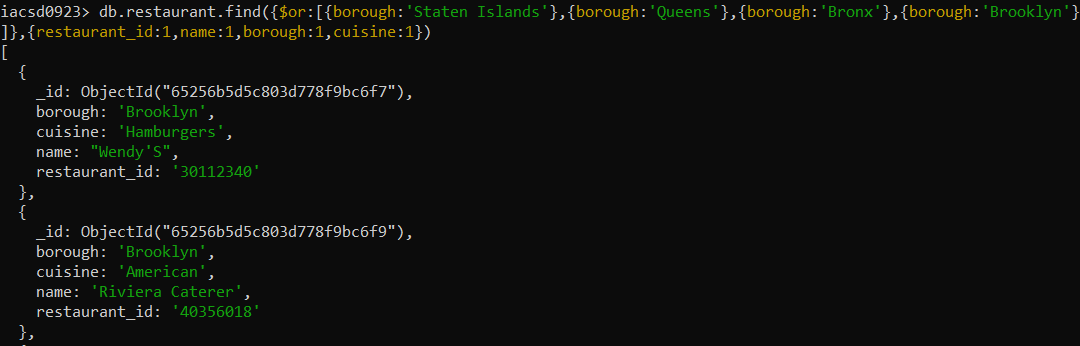 iacsd0923> db.restaurant.find({$or:[{borough:'Staten Islands'},{borough:'Queens'},{borough:'Bronx'},{borough:'Brooklyn'}
]},{restaurant_id:1,name:1,borough:1,cuisine:1})
[
  {
    _id: ObjectId("65256b5d5c803d778f9bc6f7"),
    borough: 'Brooklyn',
    cuisine: 'Hamburgers',
    name: "Wendy'S",
    restaurant_id: '30112340'
  },
  {
    _id: ObjectId("65256b5d5c803d778f9bc6f9"),
    borough: 'Brooklyn',
    cuisine: 'American',
    name: 'Riviera Caterer',
    restaurant_id: '40356018'
  },